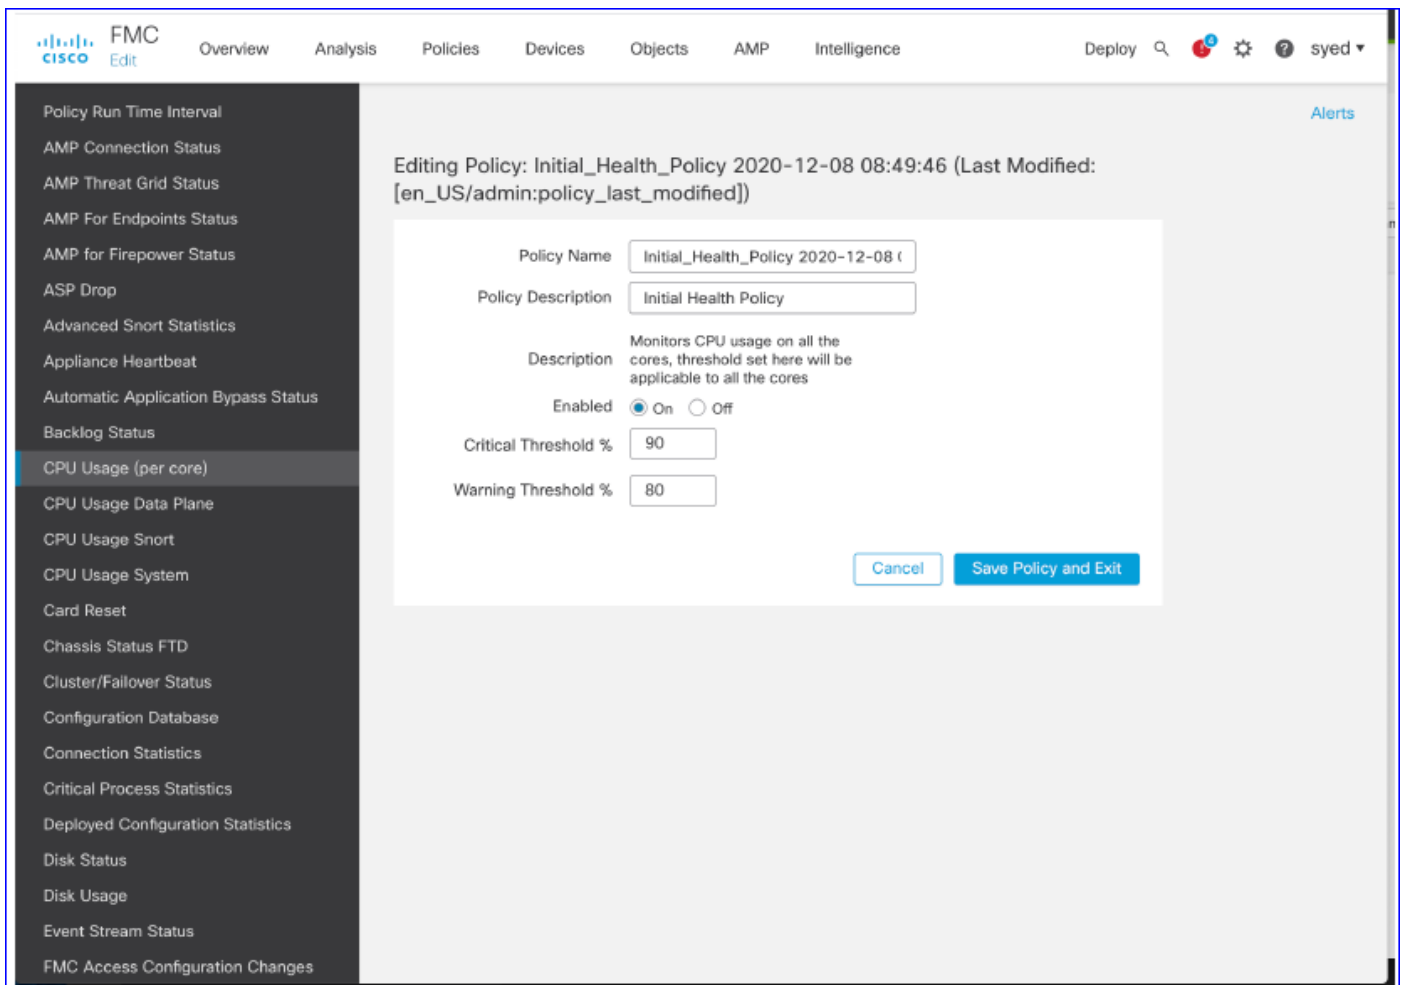 cisco FMC Edit Overview Analysis Policies Devices Objects AMP Intelligence Deploy 4 syed
Alerts
Policy Run Time Interval
AMP Connection Status
AMP Threat Grid Status
AMP For Endpoints Status
AMP for Firepower Status
ASP Drop
Advanced Snort Statistics
Appliance Heartbeat
Automatic Application Bypass Status
Backlog Status
CPU Usage (per core)
CPU Usage Data Plane
CPU Usage Snort
CPU Usage System
Card Reset
Chassis Status FTD
Cluster/Failover Status
Configuration Database
Connection Statistics
Critical Process Statistics
Deployed Configuration Statistics
Disk Status
Disk Usage
Event Stream Status
FMC Access Configuration Changes
Editing Policy: Initial_Health_Policy 2020-12-08 08:49:46 (Last Modified:
[en_US/admin:policy_last_modified])
Policy Name Initial_Health_Policy 2020-12-08
Policy Description Initial Health Policy
Description Monitors CPU usage on all the
cores, threshold set here will be
applicable to all the cores
Enabled On Off
Critical Threshold % 90
Warning Threshold % 80
Cancel Save Policy and Exit